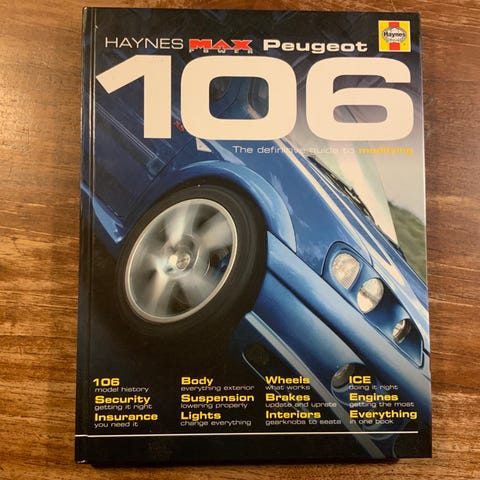 HAYNES MAX POWER Peugeot
Haynes
106
The definitive guide to modifying
106
model history
Security
getting it right
Insurance
you need it
Body
everything exterior
Suspension
lowering properly
Lights
change everything
Wheels
what works
Brakes
update and uprate
Interiors
gearknobs to seats
ICE
doing it right
Engines
getting the most
Everything
in one book